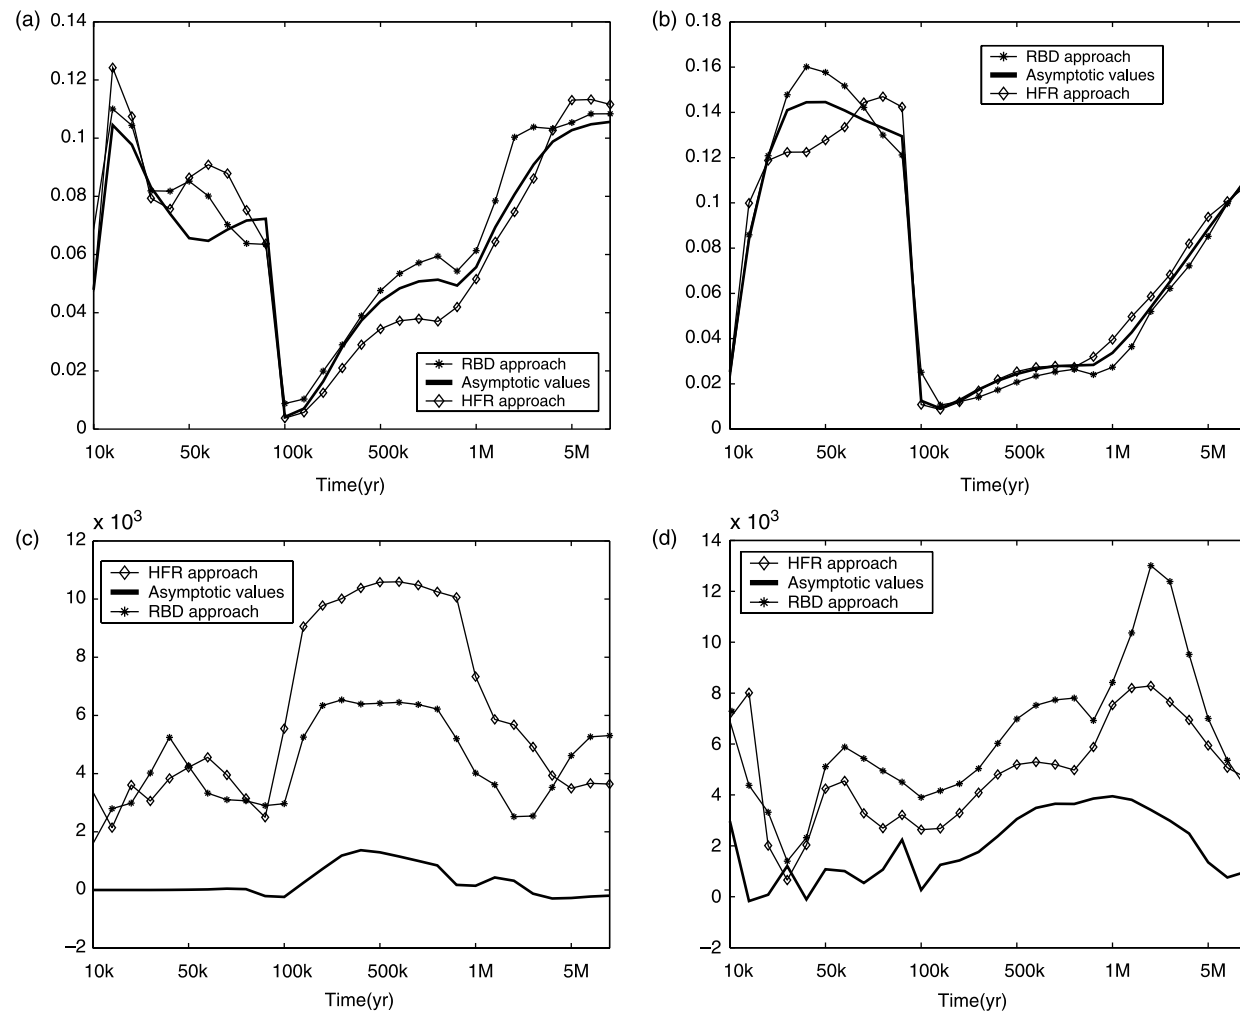 (a)
0.14
0.12
0.1
0.08
0.06
0.04
0.02
0
RBD approach
Asymptotic values
HFR approach
10k 50k 100k 500k 1M 5M
Time(yr)
(b)
0.18
0.16
0.14
0.12
0.1
0.08
0.06
0.04
0.02
0
RBD approach
Asymptotic values
HFR approach
10k 50k 100k 500k 1M 5M
Time(yr)
(c)
x 10³
12
10
8
6
4
2
0
−2
HFR approach
Asymptotic values
RBD approach
10k 50k 100k 500k 1M 5M
Time(yr)
(d)
x 10³
14
12
10
8
6
4
2
0
−2
HFR approach
Asymptotic values
RBD approach
10k 50k 100k 500k 1M 5M
Time(yr)